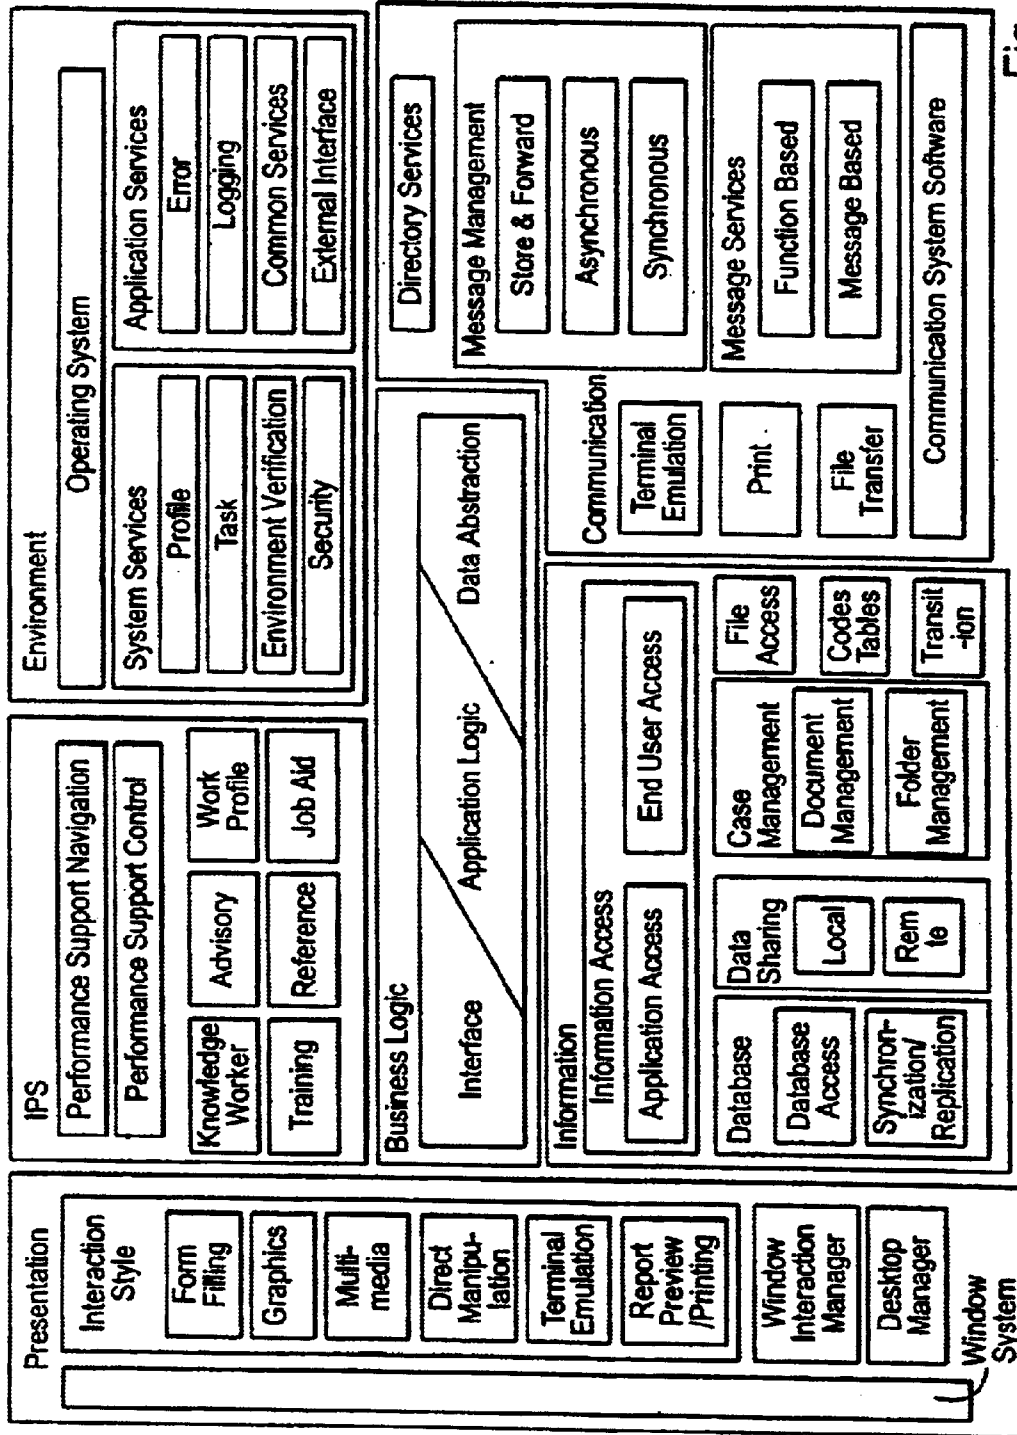 Presentation
Interaction
Style
Form
Filling
Graphics
Multi-
media
Direct
Manipu-
lation
Terminal
Emulation
Report
Preview
/Printing
Window
Interaction
Manager
Desktop
Manager
Window
System
IPS
Performance Support Navigation
Performance Support Control
Knowledge
Worker
Advisory
Work
Profile
Training
Reference
Job Aid
Environment
Operating System
System Services
Profile
Task
Environment Verification
Security
Application Services
Error
Logging
Common Services
External Interface
Business Logic
Interface
Application Logic
Data Abstraction
Information
Information Access
Application Access
End User Access
Database
Database
Access
Synchron-
ization/
Replication
Data
Sharing
Local
Rem
te
Case
Management
Document
Management
Folder
Management
File
Access
Codes
Tables
Transit
-ion
Communication
Terminal
Emulation
Print
File
Transfer
Directory Services
Message Management
Store & Forward
Asynchronous
Synchronous
Message Services
Function Based
Message Based
Communication System Software